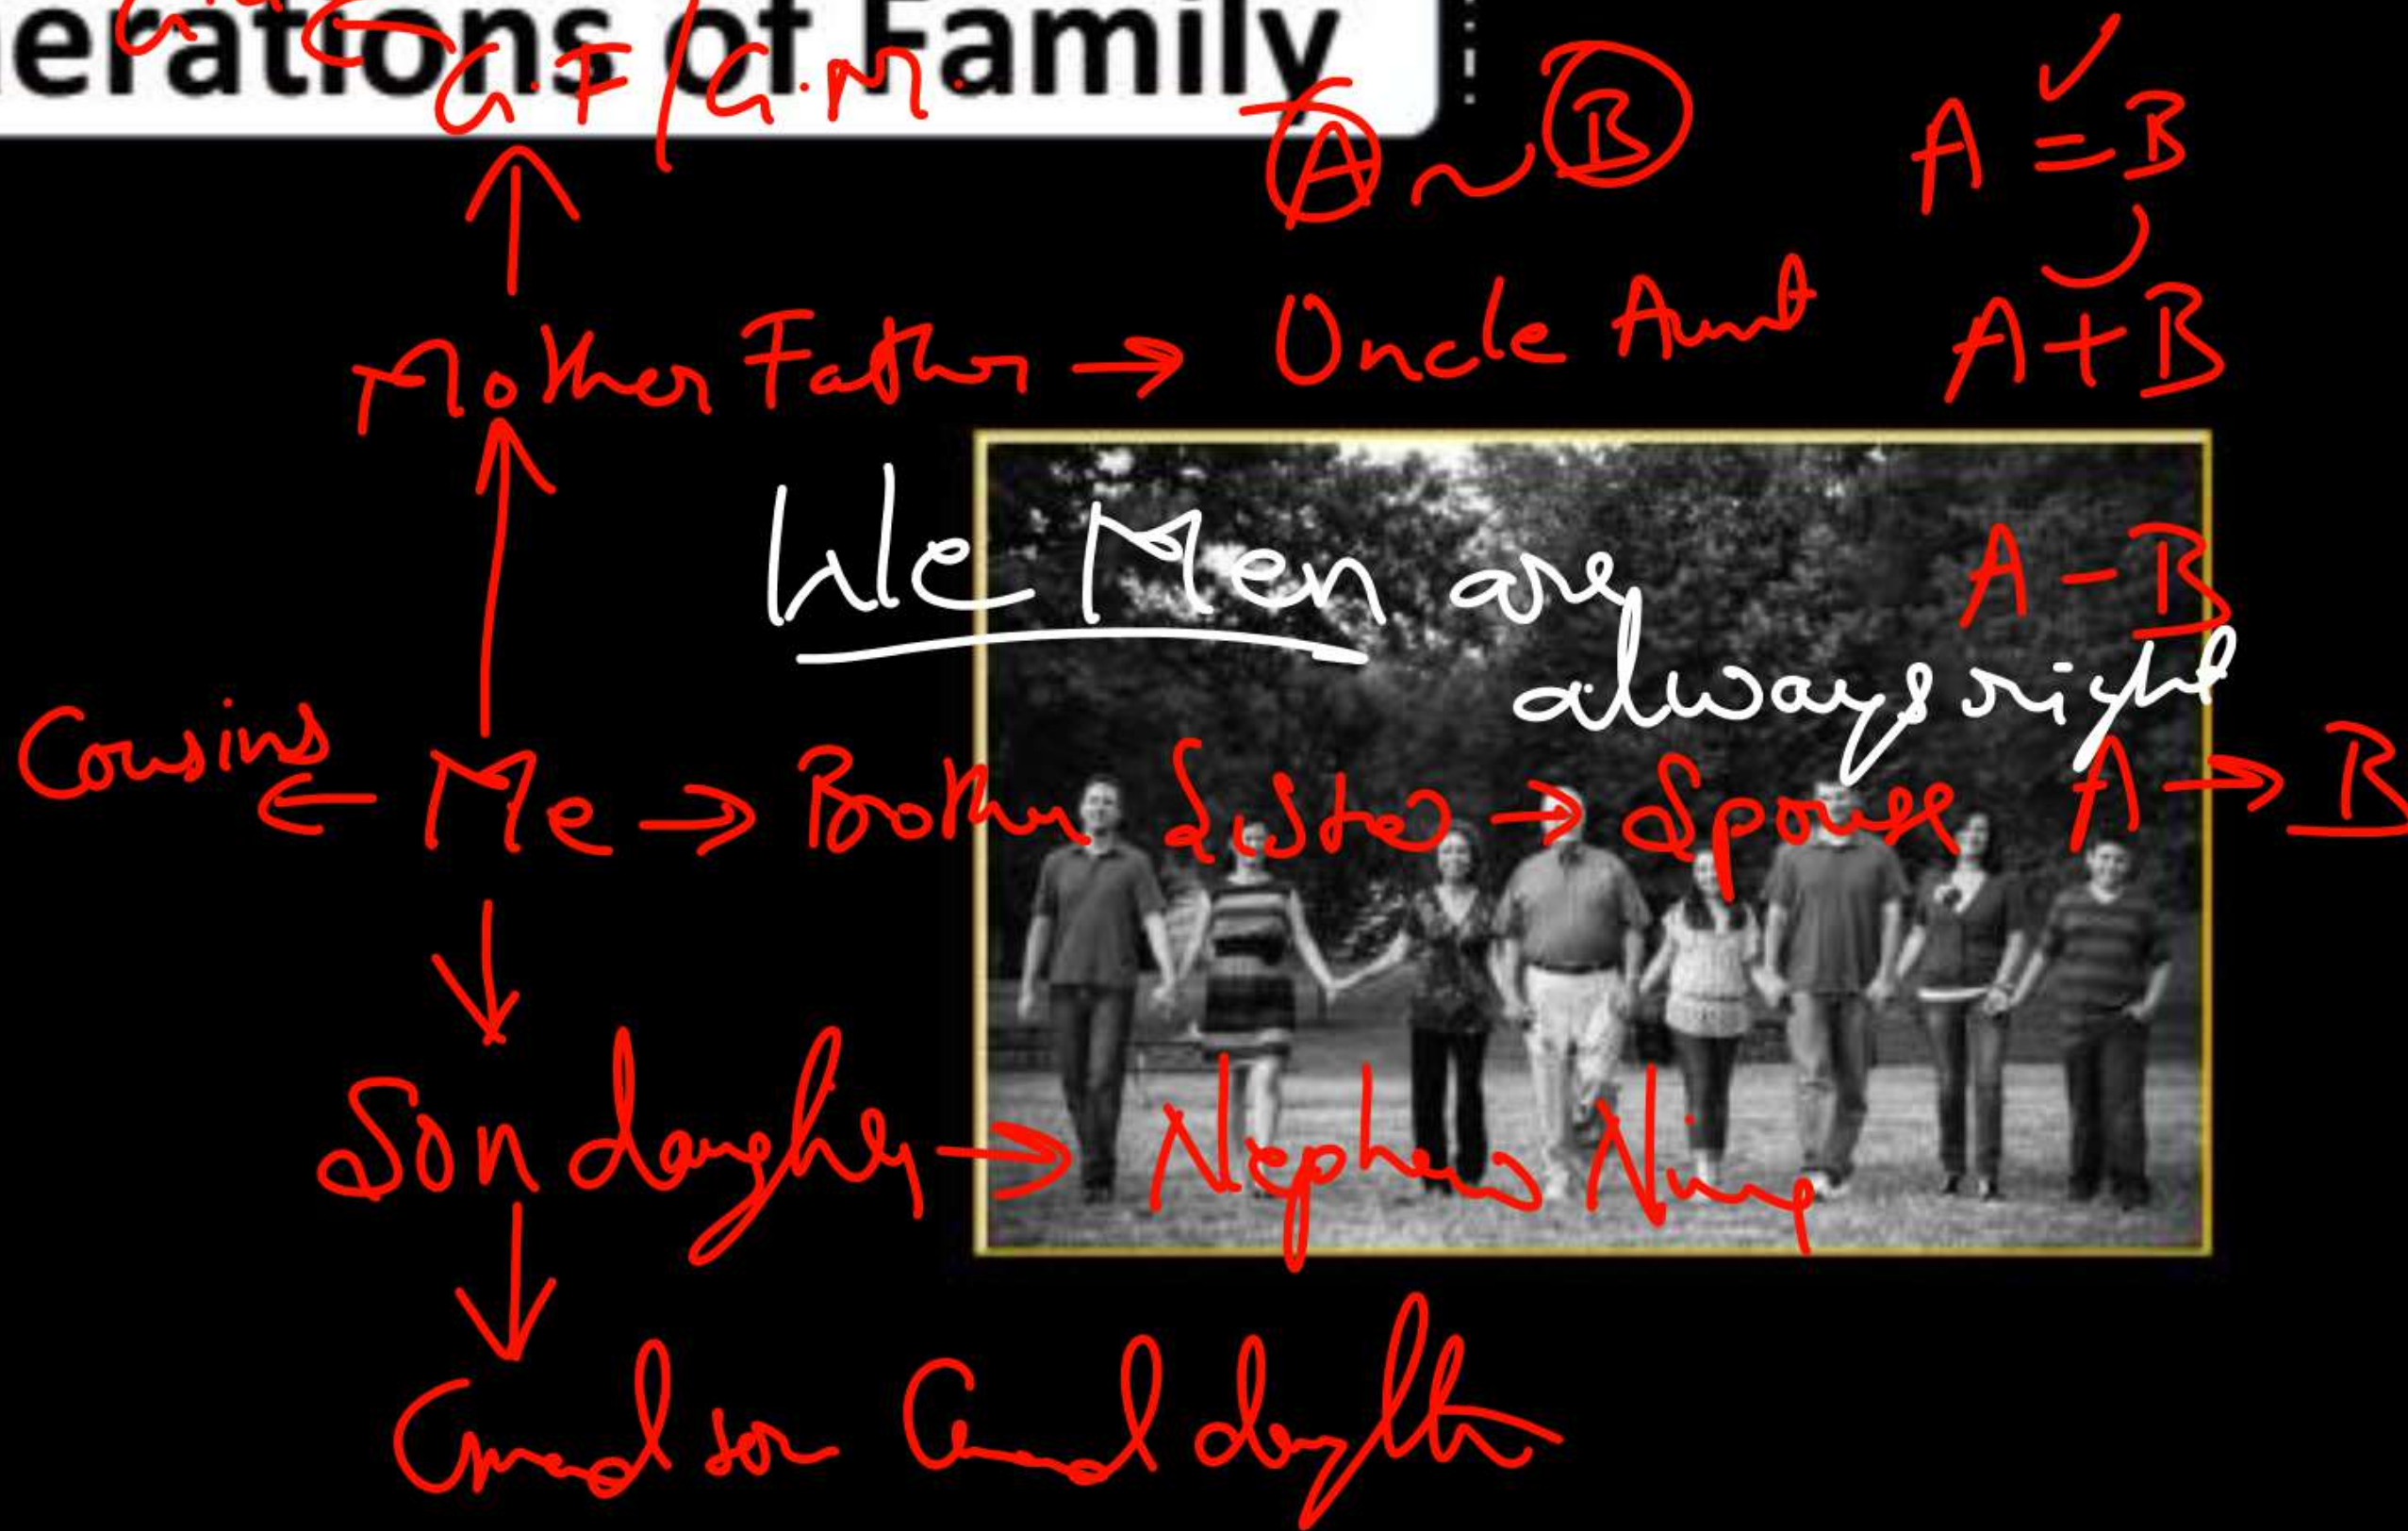 erations of Family
G.F / G.M.
A ~ B
A = B
Mother Father → Uncle Aunt
A + B
We Men are
always right
A - B
Cousins ← Me → Brother Sister → Spouse
A → B
Son daughter → Nephew
Grand son Grand daughter